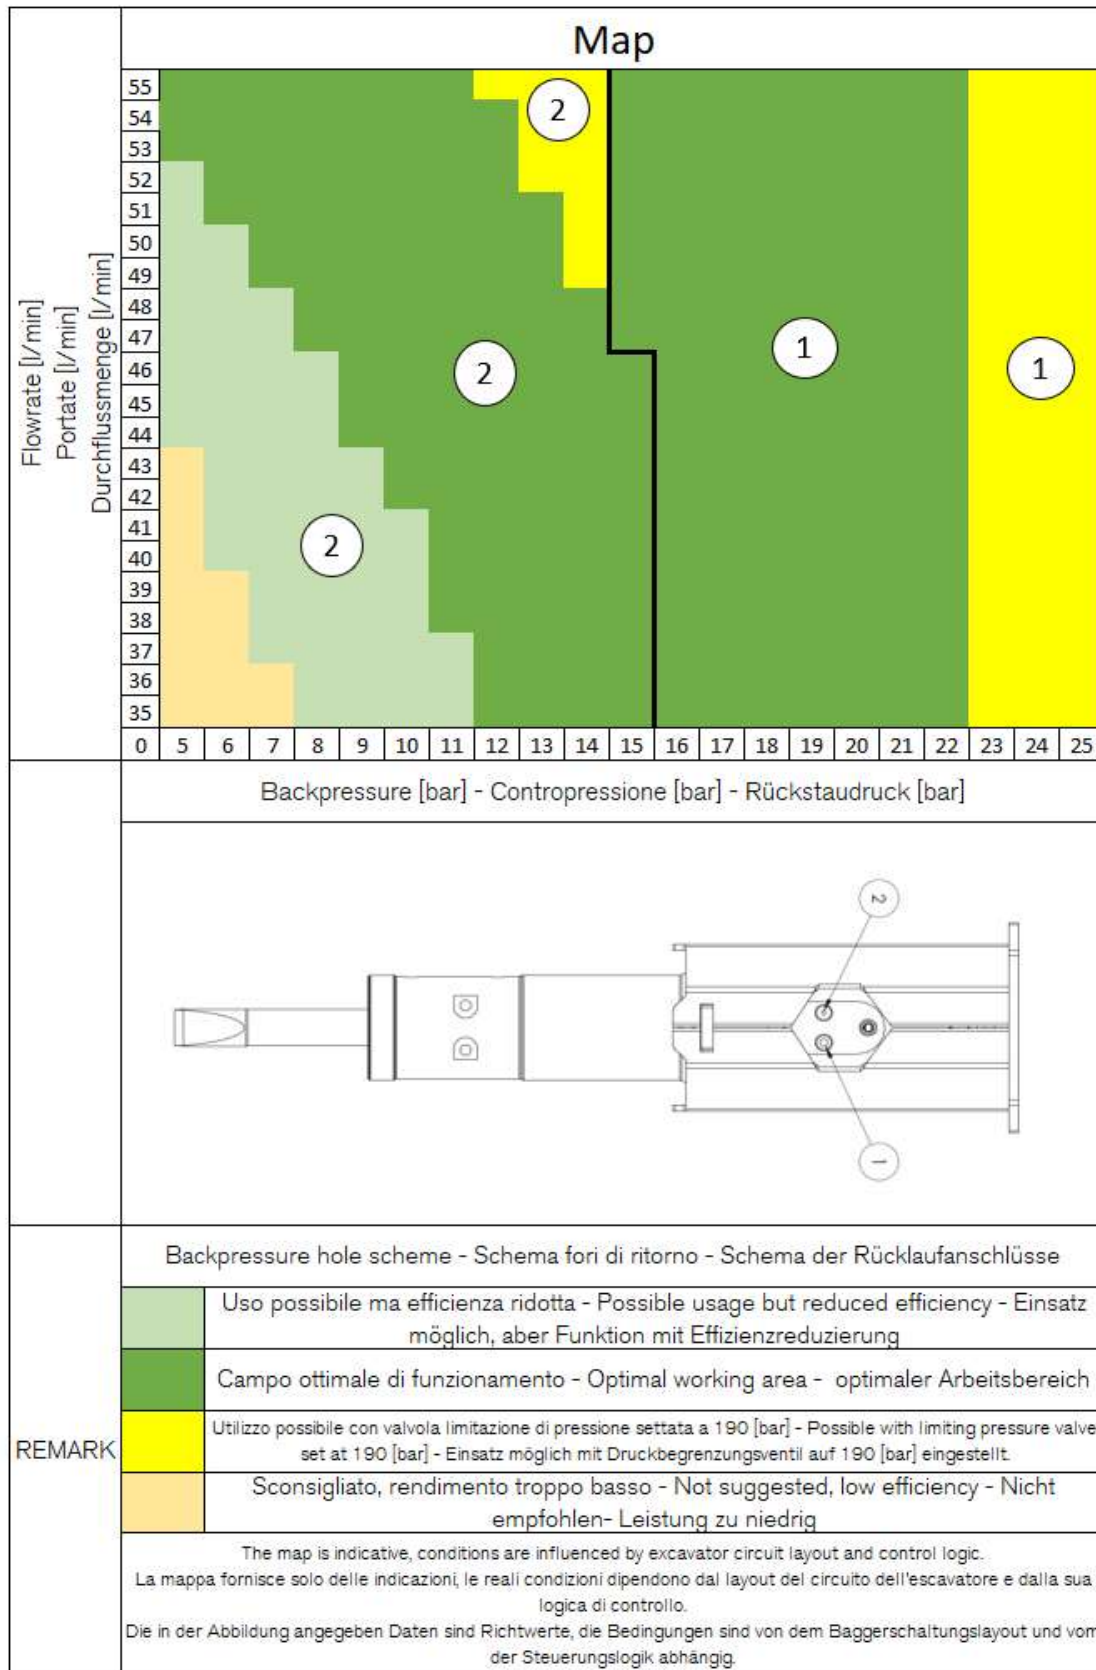 Map
Flowrate [l/min]
Portate [l/min]
Durchflussmenge [l/min]
55
54
53
52
51
50
49
48
47
46
45
44
43
42
41
40
39
38
37
36
35
2
2
1
1
2
0 5 6 7 8 9 10 11 12 13 14 15 16 17 18 19 20 21 22 23 24 25
Backpressure [bar] - Contropressione [bar] - Rückstaudruck [bar]
2
1
Backpressure hole scheme - Schema fori di ritorno - Schema der Rücklaufanschlüsse
REMARK
Uso possibile ma efficienza ridotta - Possible usage but reduced efficiency - Einsatz
möglich, aber Funktion mit Effizienzreduzierung
Campo ottimale di funzionamento - Optimal working area - optimaler Arbeitsbereich
Utilizzo possibile con valvola limitazione di pressione settata a 190 [bar] - Possible with limiting pressure valve
set at 190 [bar] - Einsatz möglich mit Druckbegrenzungsventil auf 190 [bar] eingestellt.
Sconsigliato, rendimento troppo basso - Not suggested, low efficiency - Nicht
empfohlen- Leistung zu niedrig
The map is indicative, conditions are influenced by excavator circuit layout and control logic.
La mappa fornisce solo delle indicazioni, le reali condizioni dipendono dal layout del circuito dell'escavatore e dalla sua
logica di controllo.
Die in der Abbildung angegeben Daten sind Richtwerte, die Bedingungen sind von dem Baggerschaltungslayout und vom
der Steuerungslogik abhängig.